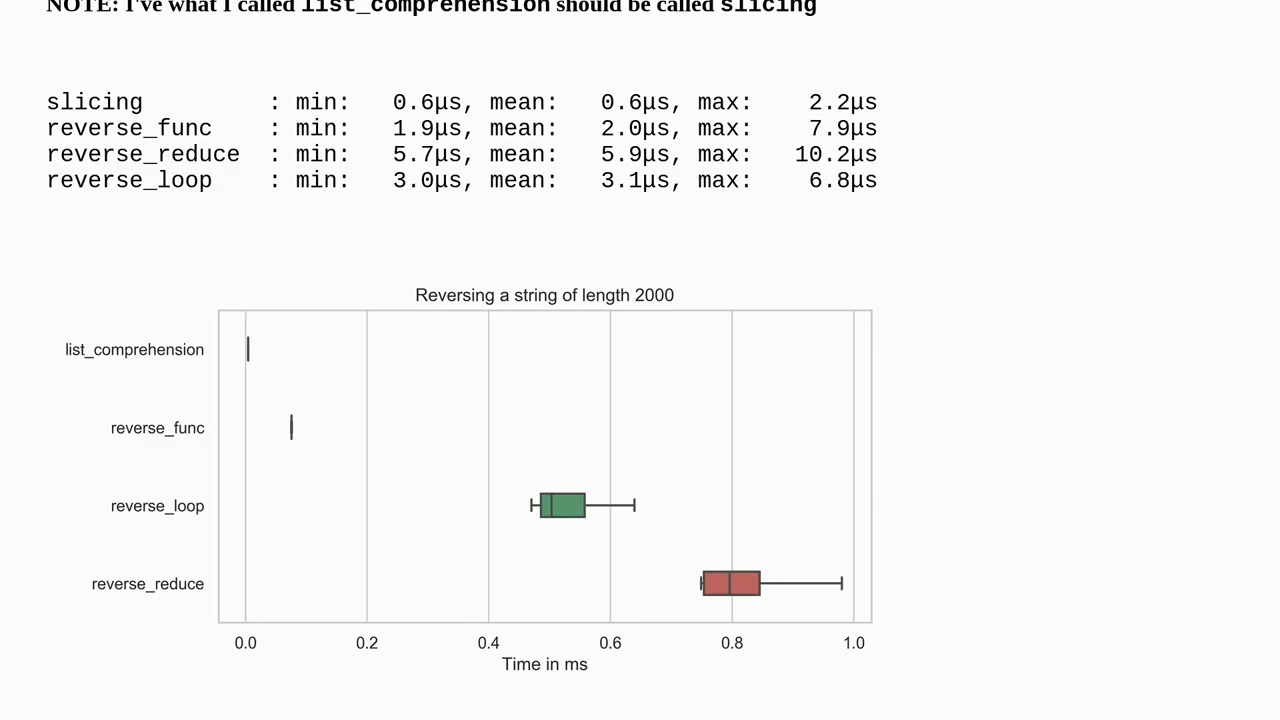 NOTE: I've what I called list_comprehension should be called slicing
slicing         : min:   0.6µs, mean:   0.6µs, max:    2.2µs
reverse_func    : min:   1.9µs, mean:   2.0µs, max:    7.9µs
reverse_reduce  : min:   5.7µs, mean:   5.9µs, max:   10.2µs
reverse_loop    : min:   3.0µs, mean:   3.1µs, max:    6.8µs
Reversing a string of length 2000
list_comprehension
reverse_func
reverse_loop
reverse_reduce
0.0 0.2 0.4 0.6 0.8 1.0
Time in ms